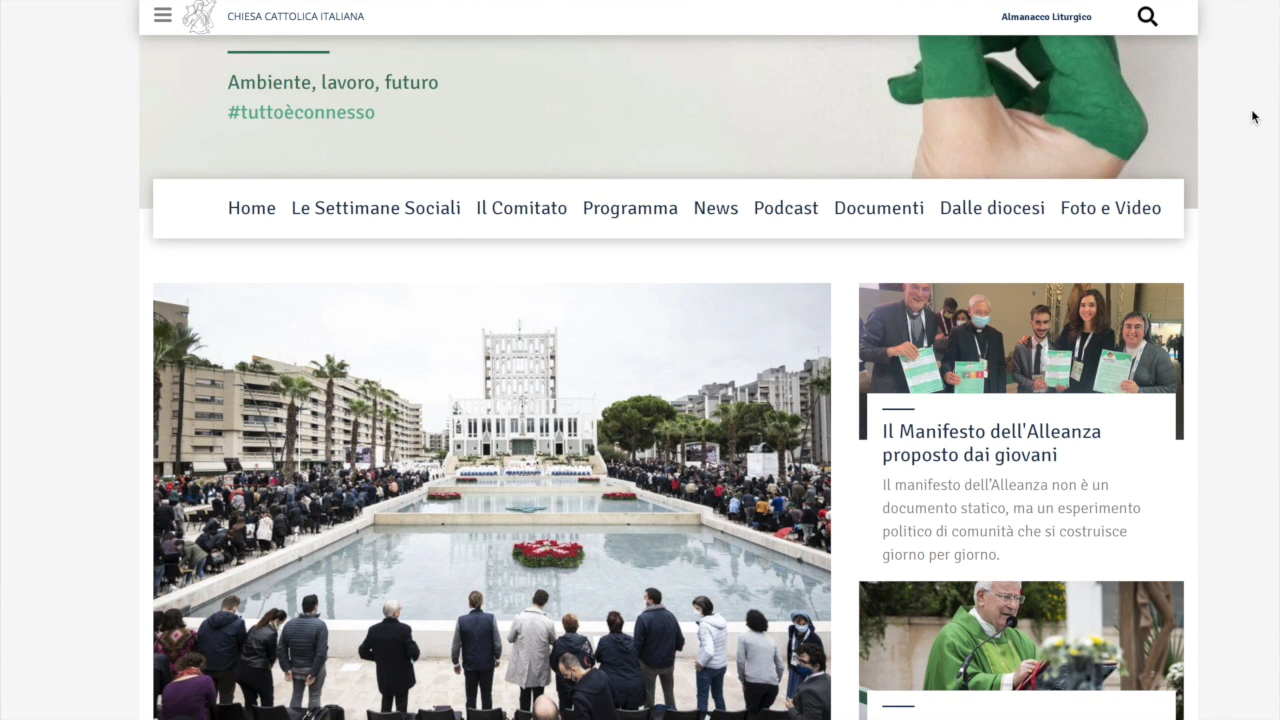 CHIESA CATTOLICA ITALIANA
Almanacco Liturgico
Ambiente, lavoro, futuro
#tuttoèconnesso
Home Le Settimane Sociali Il Comitato Programma News Podcast Documenti Dalle diocesi Foto e Video
Il Manifesto dell'Alleanza
proposto dai giovani
Il manifesto dell’Alleanza non è un
documento statico, ma un esperimento
politico di comunità che si costruisce
giorno per giorno.